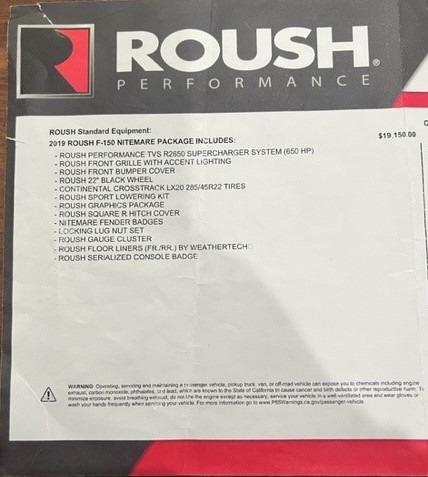 ROUSH®
PERFORMANCE
ROUSH Standard Equipment:
2019 ROUSH F-150 NITEMARE PACKAGE INCLUDES: $19,150.00
- ROUSH PERFORMANCE TVS R2650 SUPERCHARGER SYSTEM (650 HP)
- ROUSH FRONT GRILLE WITH ACCENT LIGHTING
- ROUSH FRONT BUMPER COVER
- ROUSH 22" BLACK WHEEL
- CONTINENTAL CROSSTRACK LX20 285/45R22 TIRES
- ROUSH SPORT LOWERING KIT
- ROUSH GRAPHICS PACKAGE
- ROUSH SQUARE R HITCH COVER
- NITEMARE FENDER BADGES
- LOCKING LUG NUT SET
- ROUSH GAUGE CLUSTER
- ROUSH FLOOR LINERS (FR./RR.) BY WEATHERTECH
- ROUSH SERIALIZED CONSOLE BADGE
WARNING: Operating, servicing and maintaining a passenger vehicle, pickup truck, van, or off-road vehicle can expose you to chemicals including engine
exhaust, carbon monoxide, phthalates, and lead, which are known to the State of California to cause cancer and birth defects or other reproductive harm. To
minimize exposure, avoid breathing exhaust, do not idle the engine except as necessary, service your vehicle in a well-ventilated area and wear gloves or
wash your hands frequently when servicing your vehicle. For more information go to www.P65Warnings.ca.gov/passenger-vehicle.